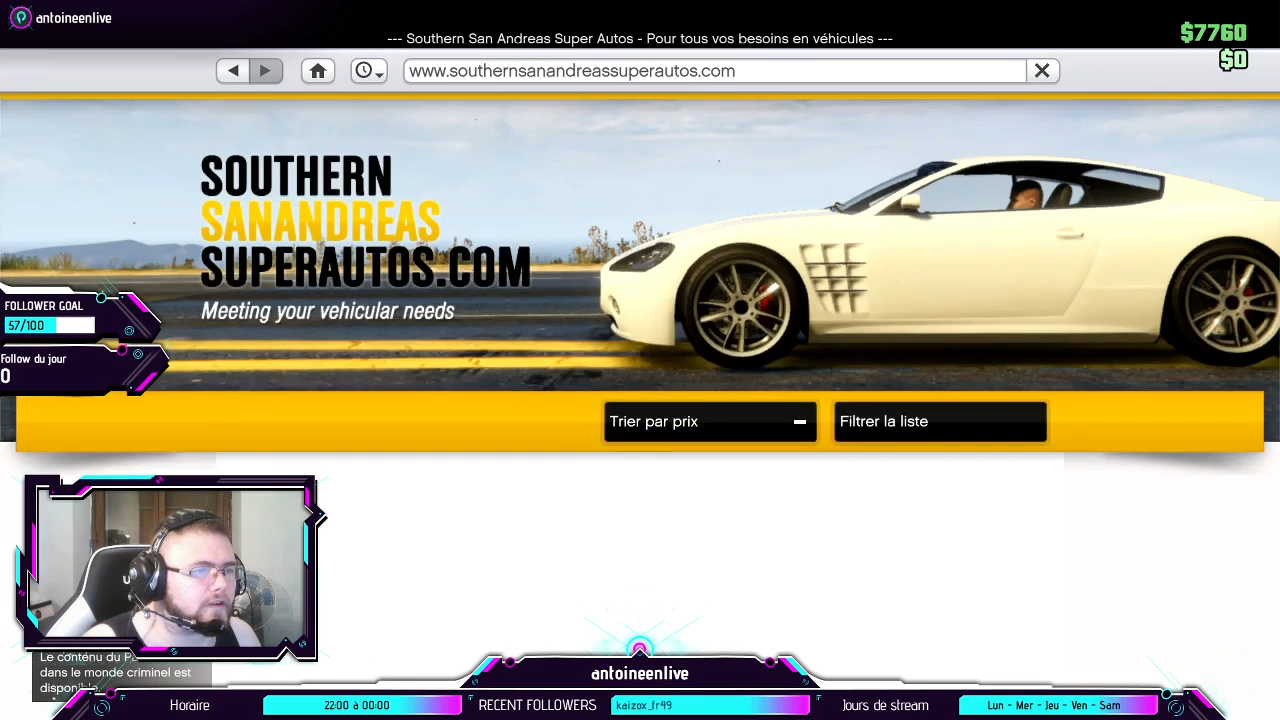 antoineenlive
--- Southern San Andreas Super Autos - Pour tous vos besoins en véhicules ---
$7760
$0
www.southernsanandreassuperautos.com
SOUTHERN
SANANDREAS
SUPERAUTOS.COM
Meeting your vehicular needs
FOLLOWER GOAL
57/100
Follow du jour
0
Trier par prix
Filtrer la liste
Le contenu du
dans le monde criminel est
disponible.
antoineenlive
Horaire
22:00 à 00:00
RECENT FOLLOWERS
kaizox_fr49
Jours de stream
Lun - Mer - Jeu - Ven - Sam